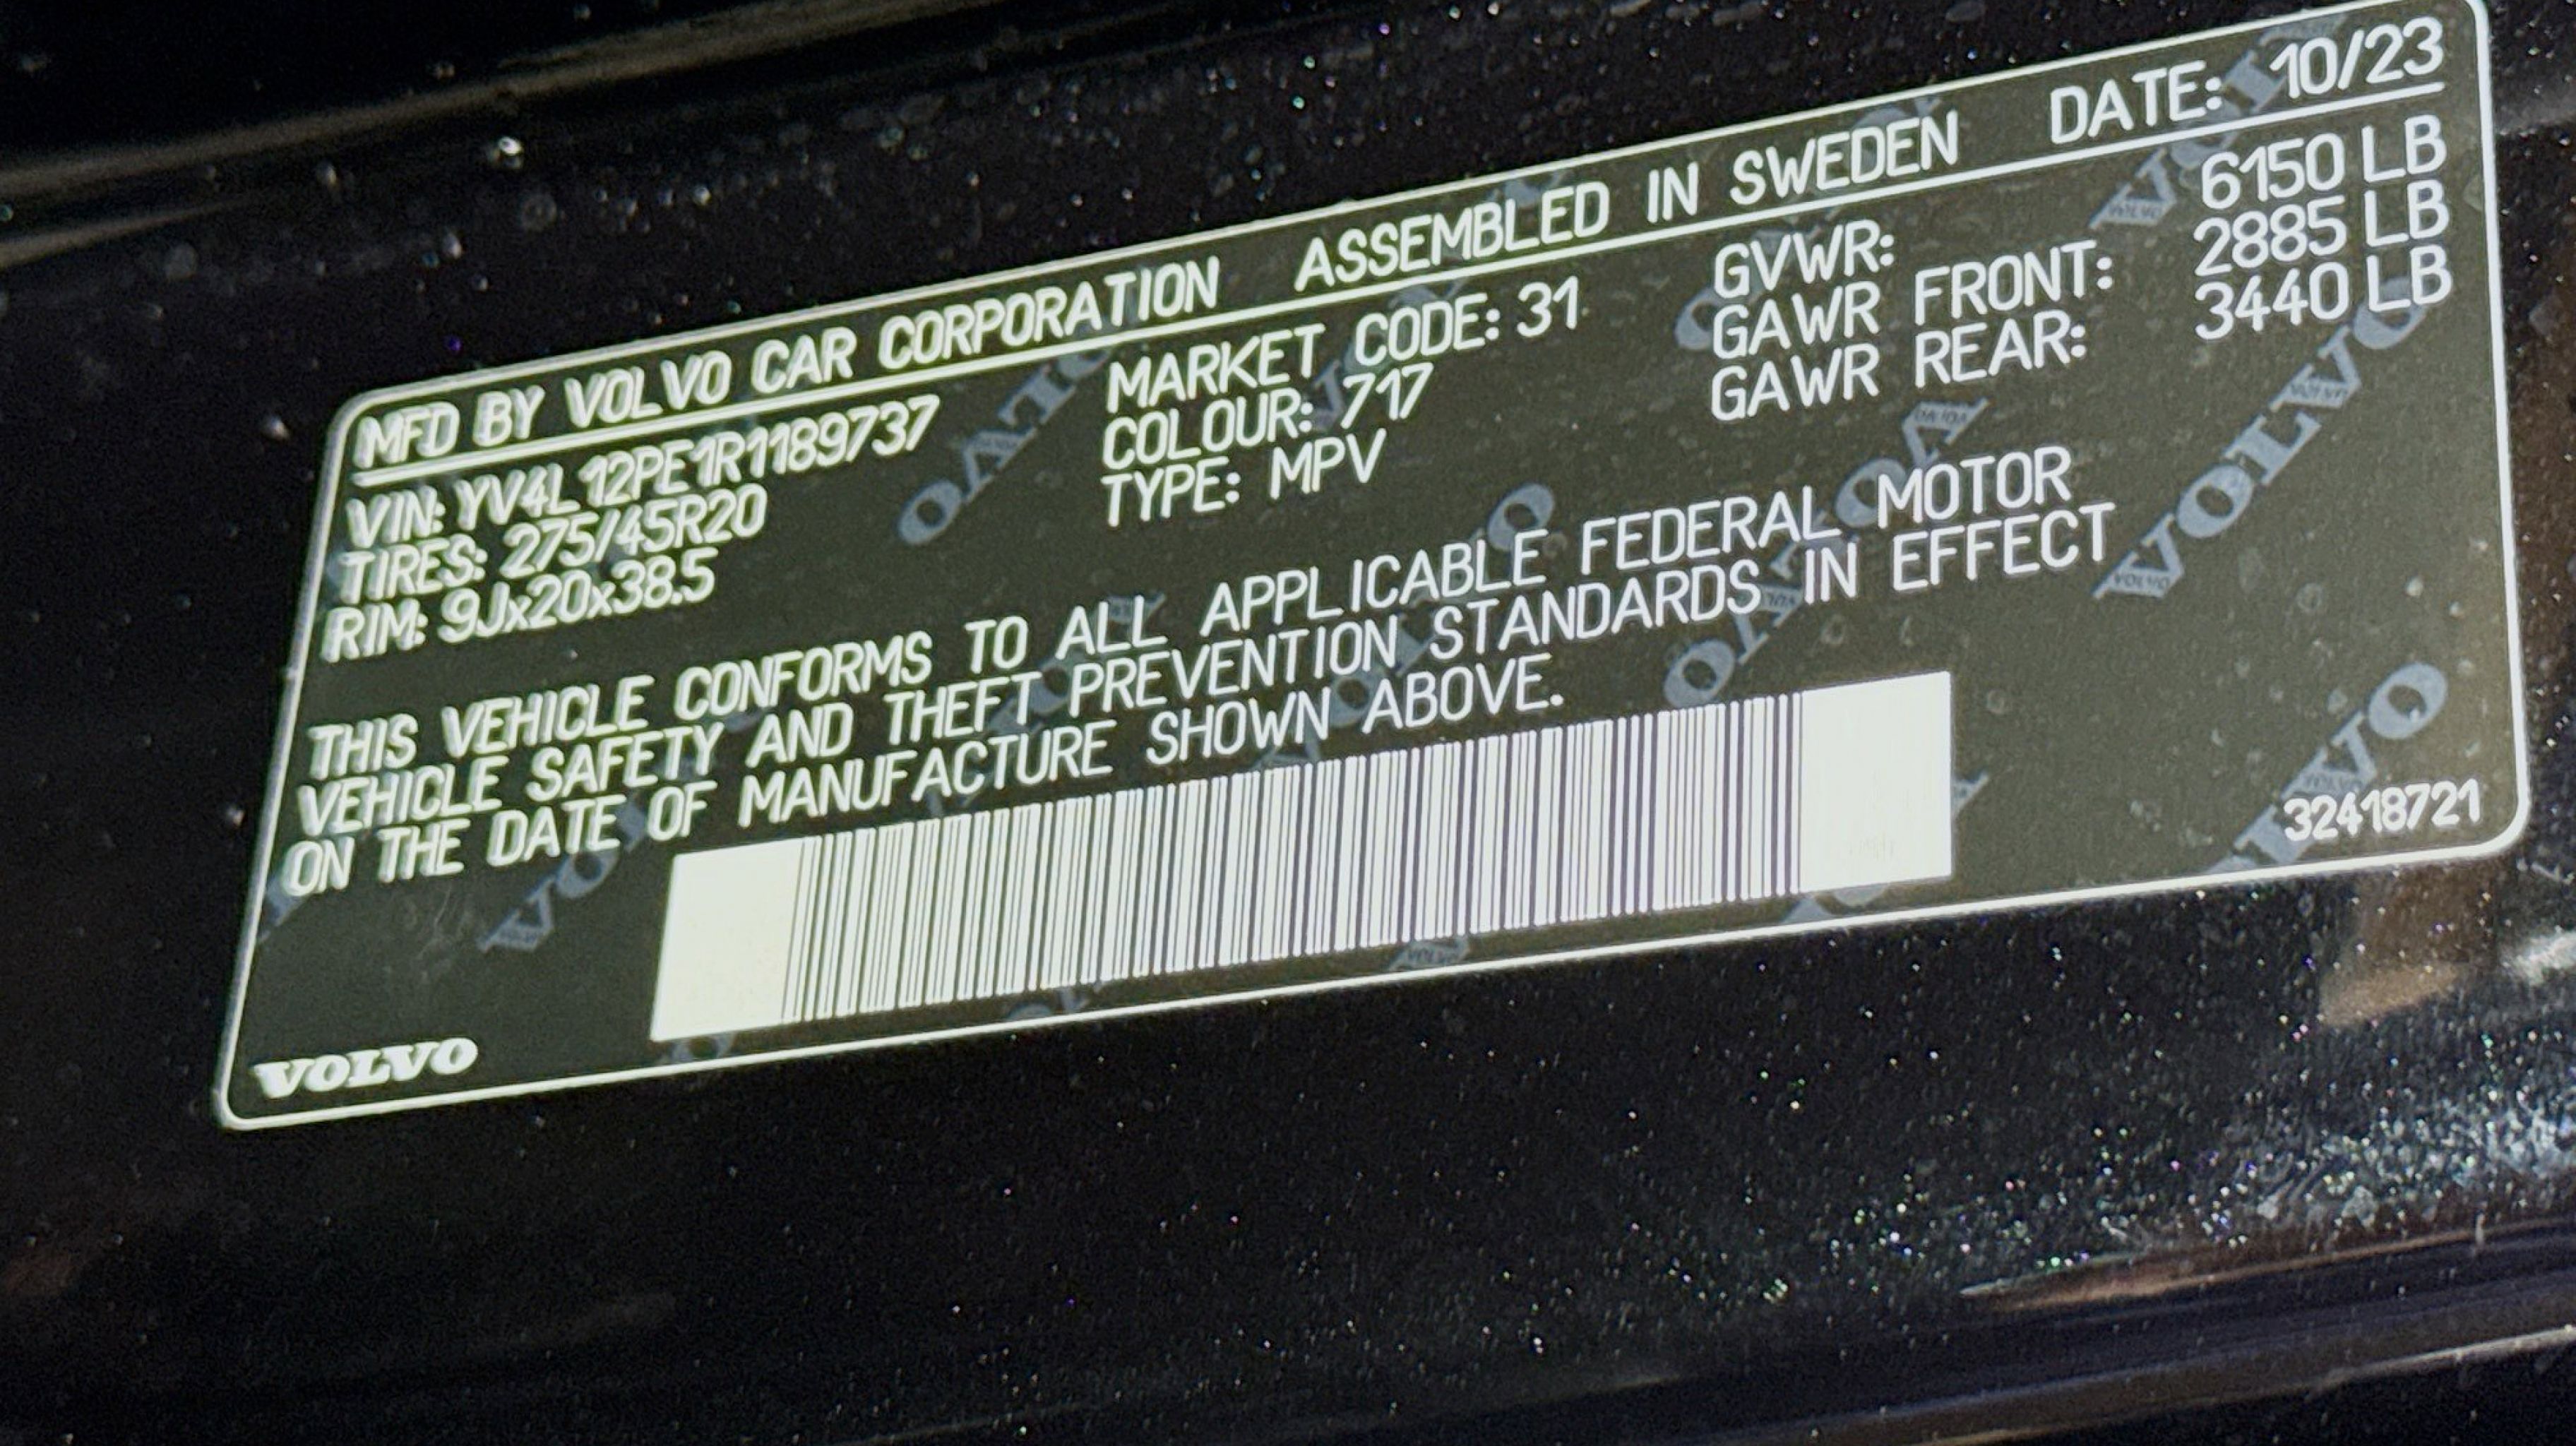 MFD BY VOLVO CAR CORPORATION ASSEMBLED IN SWEDEN DATE: 10/23
VIN: YV4L12PE1R1189737 MARKET CODE: 31 GVWR: 6150 LB
TIRES: 275/45R20 COLOUR: 717 GAWR FRONT: 2885 LB
RIM: 9Jx20x38.5 TYPE: MPV GAWR REAR: 3440 LB
THIS VEHICLE CONFORMS TO ALL APPLICABLE FEDERAL MOTOR
VEHICLE SAFETY AND THEFT PREVENTION STANDARDS IN EFFECT
ON THE DATE OF MANUFACTURE SHOWN ABOVE.
32418721
VOLVO